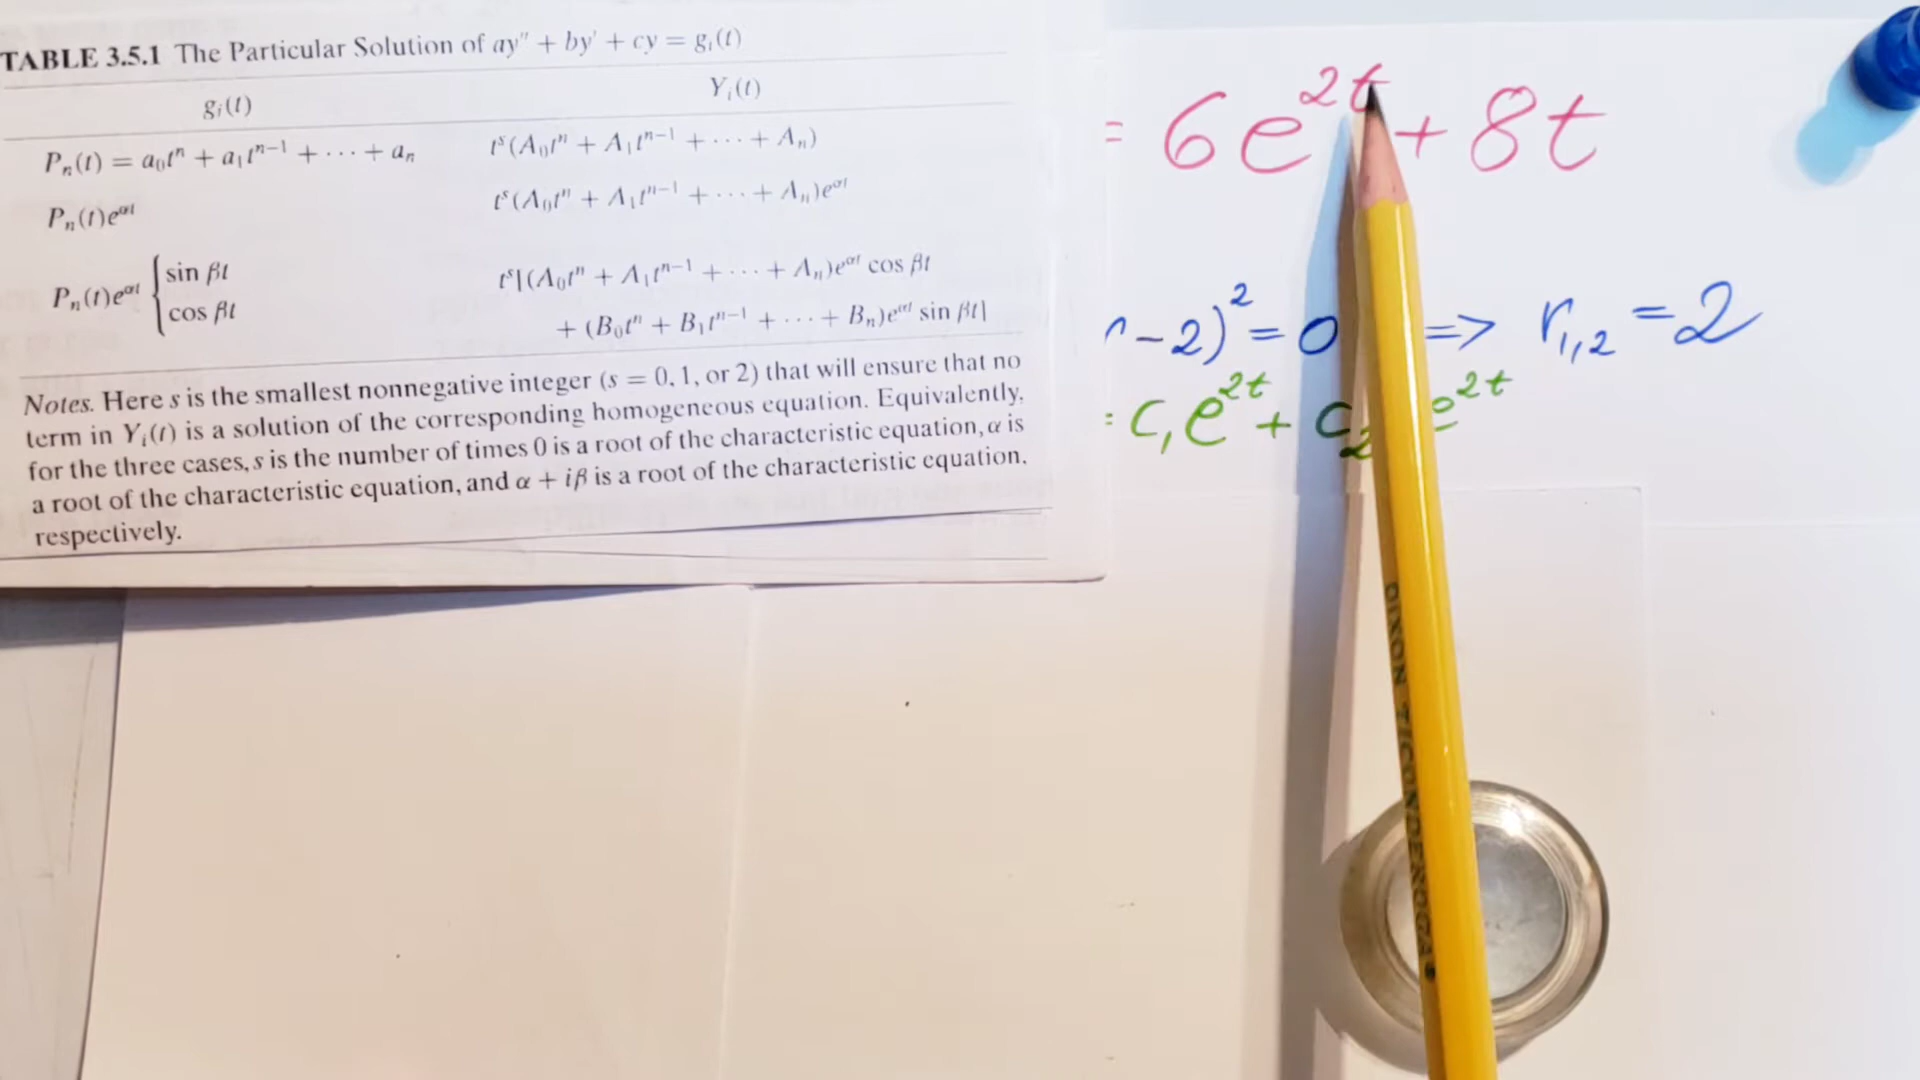 TABLE 3.5.1 The Particular Solution of ay″ + by′ + cy = gᵢ(t)
gᵢ(t) Yᵢ(t)
Pₙ(t) = a₀tⁿ + a₁tⁿ⁻¹ + ⋯ + aₙ tˢ(A₀tⁿ + A₁tⁿ⁻¹ + ⋯ + Aₙ)
Pₙ(t)e^{αt} tˢ(A₀tⁿ + A₁tⁿ⁻¹ + ⋯ + Aₙ)e^{αt}
Pₙ(t)e^{αt} { sin βt tˢ[(A₀tⁿ + A₁tⁿ⁻¹ + ⋯ + Aₙ)e^{αt} cos βt
cos βt + (B₀tⁿ + B₁tⁿ⁻¹ + ⋯ + Bₙ)e^{αt} sin βt]
Notes. Here s is the smallest nonnegative integer (s = 0, 1, or 2) that will ensure that no
term in Yᵢ(t) is a solution of the corresponding homogeneous equation. Equivalently,
for the three cases, s is the number of times 0 is a root of the characteristic equation, α is
a root of the characteristic equation, and α + iβ is a root of the characteristic equation,
respectively.
= 6e^{2t} + 8t
-2)² = 0 => r₁,₂ = 2
= c₁e^{2t} + c₂ e^{2t}
DIXON TICONDEROGA